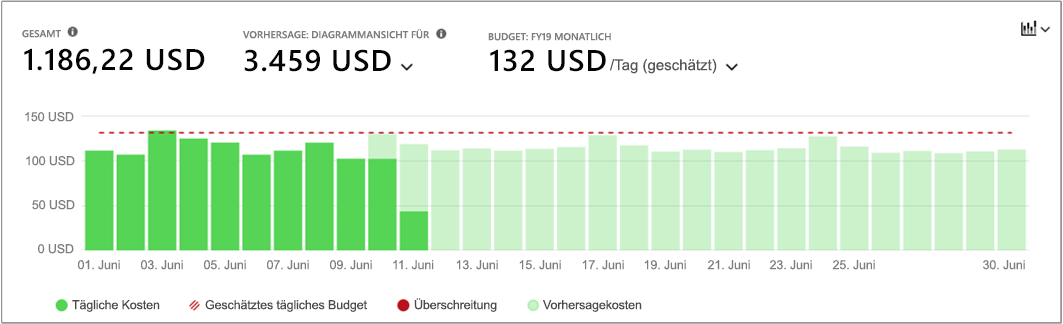 GESAMT
1.186,22 USD
VORHERSAGE: DIAGRAMMANSICHT FÜR
3.459 USD
BUDGET: FY19 MONATLICH
132 USD /Tag (geschätzt)
150 USD
100 USD
50 USD
0 USD
01. Juni 03. Juni 05. Juni 07. Juni 09. Juni 11. Juni 13. Juni 15. Juni 17. Juni 19. Juni 21. Juni 23. Juni 25. Juni 30. Juni
Tägliche Kosten Geschätztes tägliches Budget Überschreitung Vorhersagekosten